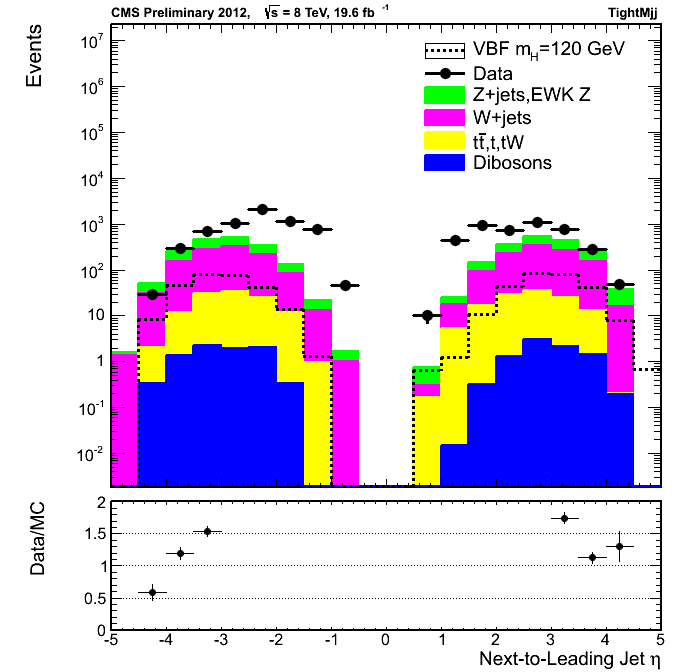 CMS Preliminary 2012, √s = 8 TeV, 19.6 fb⁻¹ TightMjj
Events
10⁷
10⁶
10⁵
10⁴
10³
10²
10
1
10⁻¹
10⁻²
VBF m_H=120 GeV
Data
Z+jets,EWK Z
W+jets
tt̄,t,tW
Dibosons
Data/MC
2
1.5
1
0.5
0
-5 -4 -3 -2 -1 0 1 2 3 4 5
Next-to-Leading Jet η